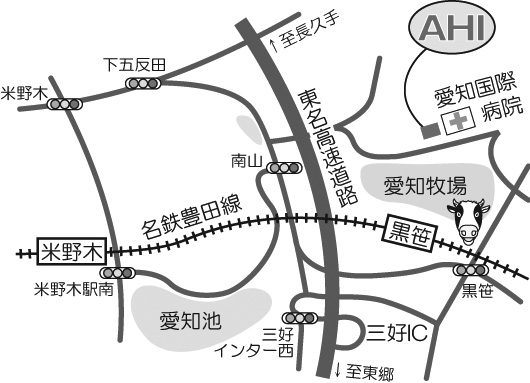 AHI
↑至長久手
下五反田
米野木
愛知国際
病院
東名高速道路
南山
愛知牧場
名鉄豊田線
黒笹
米野木
米野木駅南
黒笹
愛知池
三好
インター西
三好IC
↓至東郷